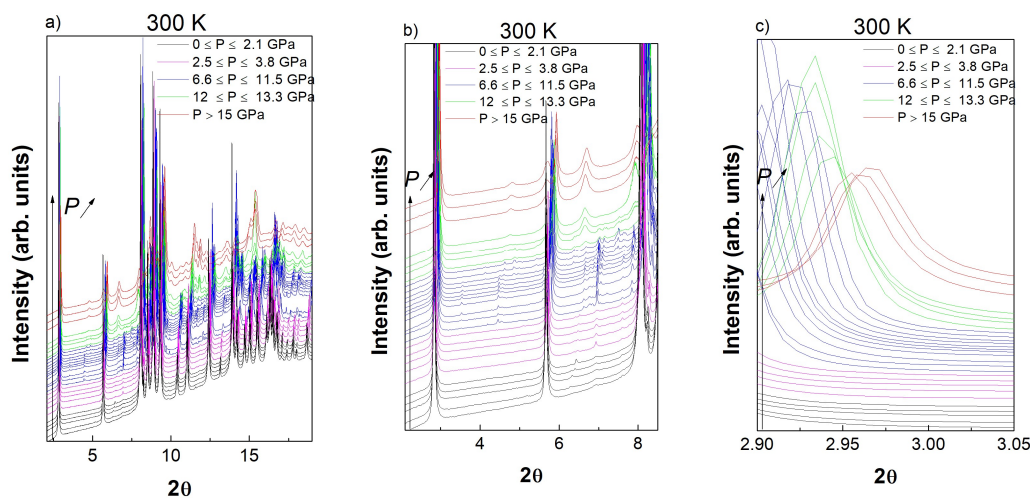 a)
300 K
0 ≤ P ≤ 2.1 GPa
2.5 ≤ P ≤ 3.8 GPa
6.6 ≤ P ≤ 11.5 GPa
12 ≤ P ≤ 13.3 GPa
P > 15 GPa
P
Intensity (arb. units)
5 10 15
2θ
b)
300 K
0 ≤ P ≤ 2.1 GPa
2.5 ≤ P ≤ 3.8 GPa
6.6 ≤ P ≤ 11.5 GPa
12 ≤ P ≤ 13.3 GPa
P > 15 GPa
P
Intensity (arb. units)
4 6 8
2θ
c)
300 K
0 ≤ P ≤ 2.1 GPa
2.5 ≤ P ≤ 3.8 GPa
6.6 ≤ P ≤ 11.5 GPa
12 ≤ P ≤ 13.3 GPa
P > 15 GPa
P
Intensity (arb. units)
2.90 2.95 3.00 3.05
2θ